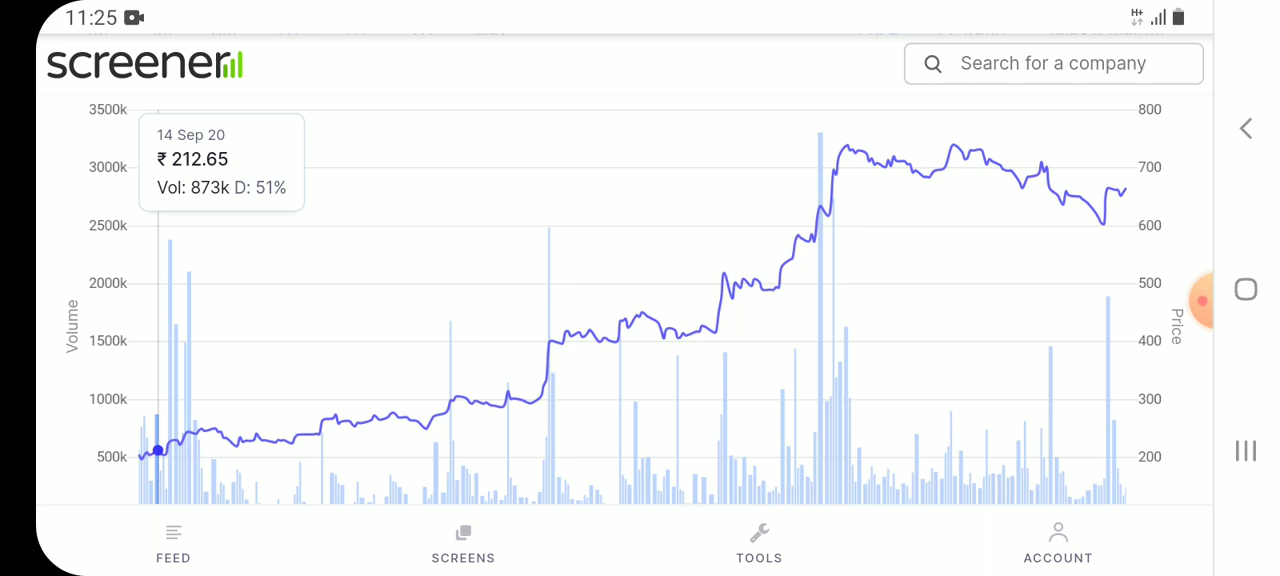 11:25
H+
screener
Search for a company
3500k
800
14 Sep 20
₹ 212.65
Vol: 873k D: 51%
3000k
700
2500k
600
2000k
500
1500k
400
1000k
300
500k
200
Volume
Price
FEED
SCREENS
TOOLS
ACCOUNT